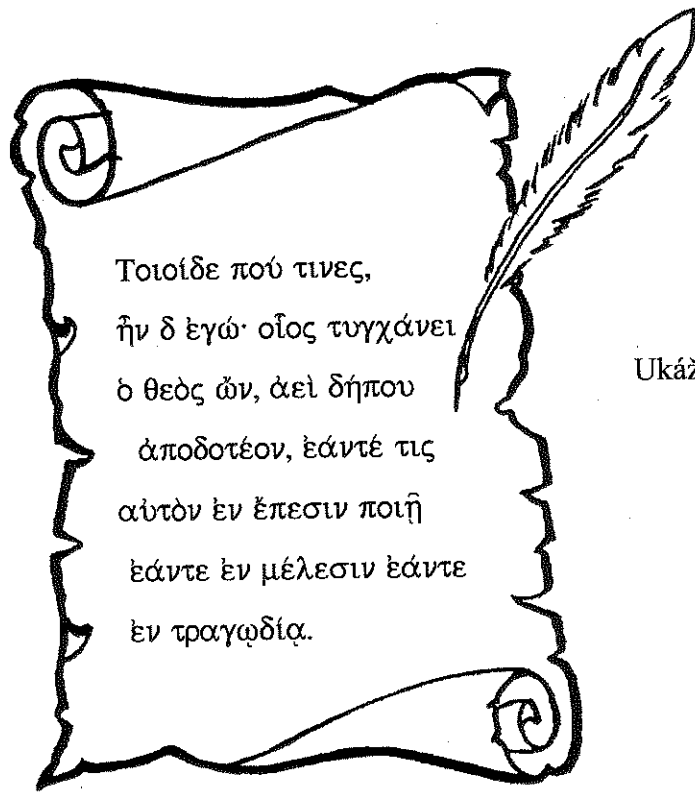 Τοιοίδε πού τινες,
ἦν δ ἐγώ· οἷος τυγχάνει
ὁ θεὸς ὤν, ἀεὶ δήπου
ἀποδοτέον, ἐάντέ τις
αὐτὸν ἐν ἔπεσιν ποιῇ
ἐάντε ἐν μέλεσιν ἐάντε
ἐν τραγῳδίᾳ.